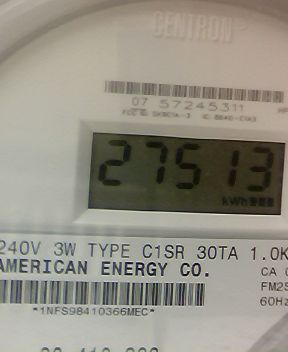 CENTRON®
07 57245311
27513
kWh
240V 3W TYPE C1SR 30TA 1.0K
AMERICAN ENERGY CO.
CA
FM2S
60Hz
*1NFS98410366MEC*